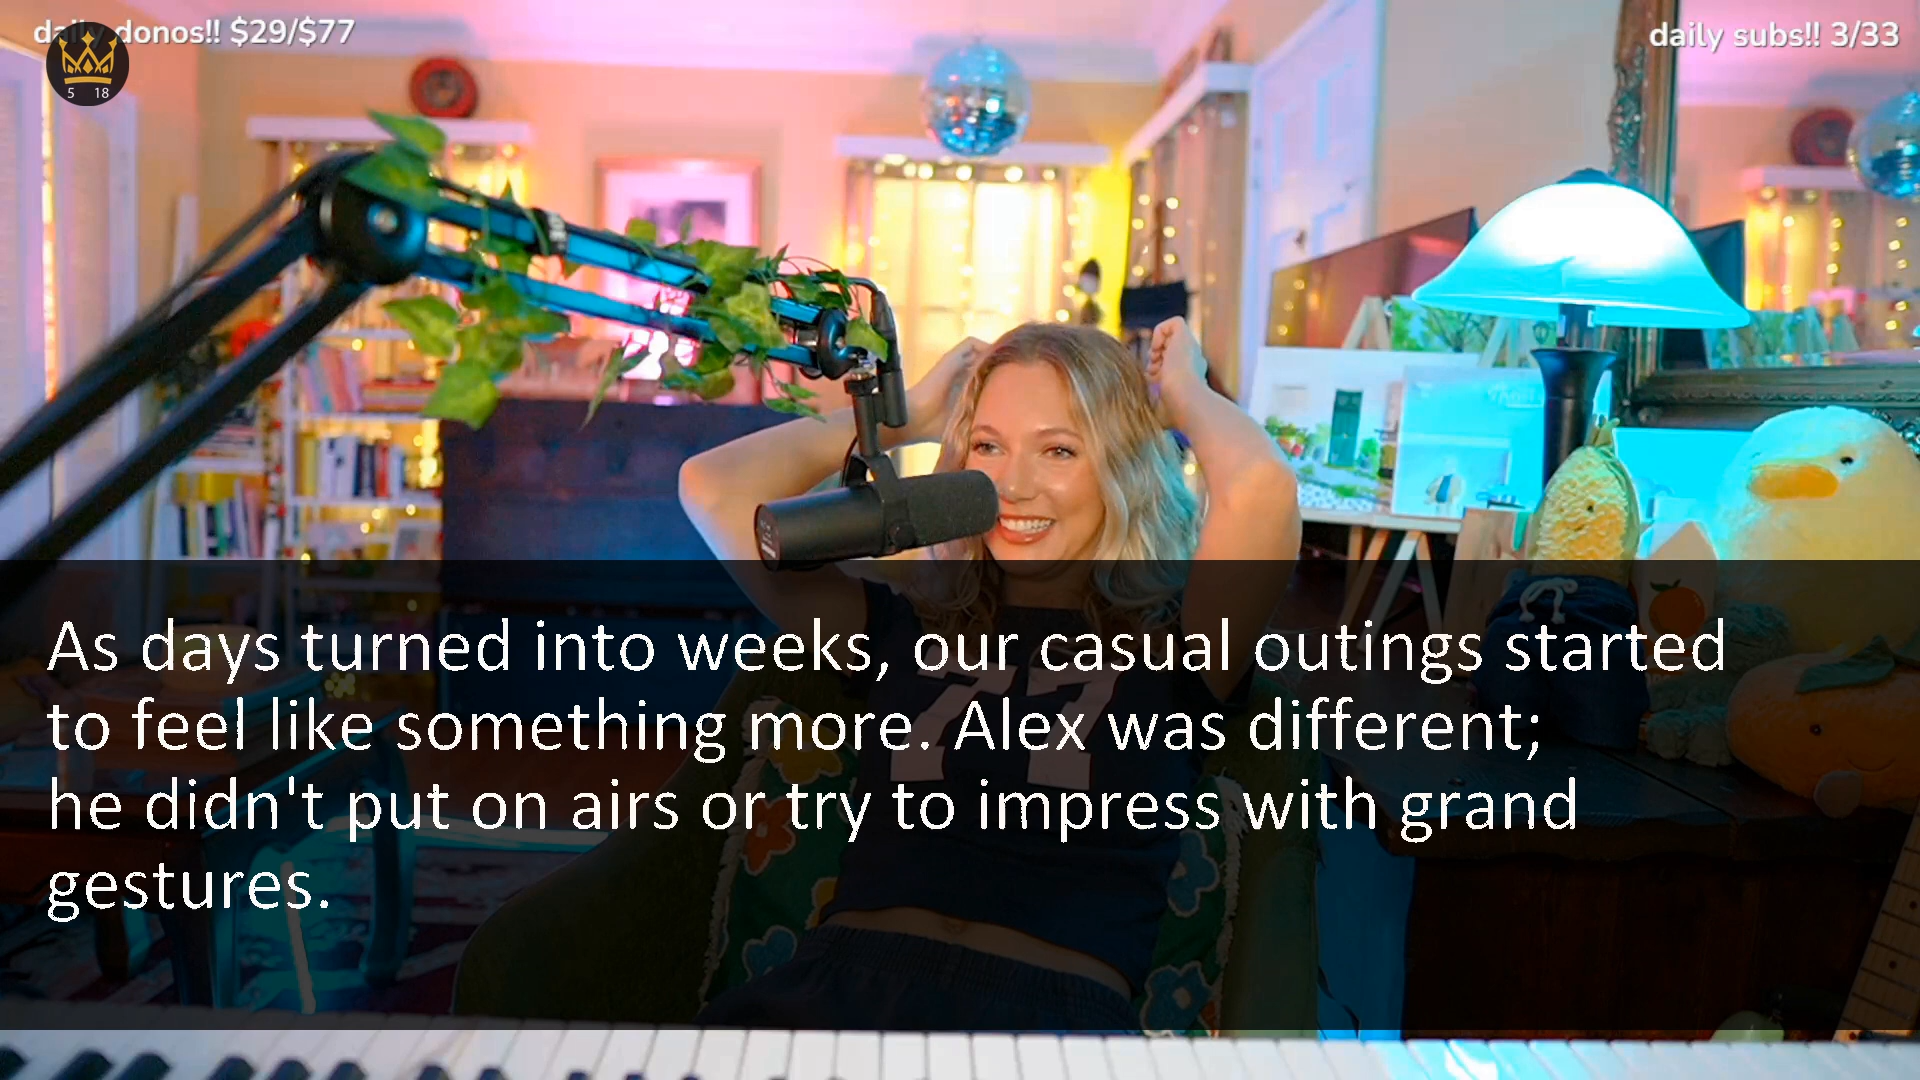 daily donos!! $29/$77
daily subs!! 3/33
5 18
77
As days turned into weeks, our casual outings started
to feel like something more. Alex was different;
he didn't put on airs or try to impress with grand
gestures.